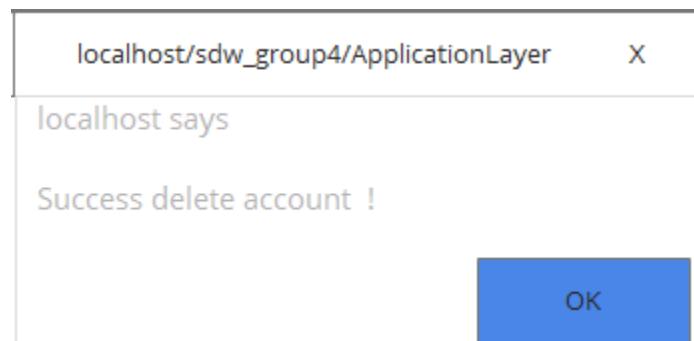 localhost/sdw_group4/ApplicationLayer X
localhost says
Success delete account !
OK